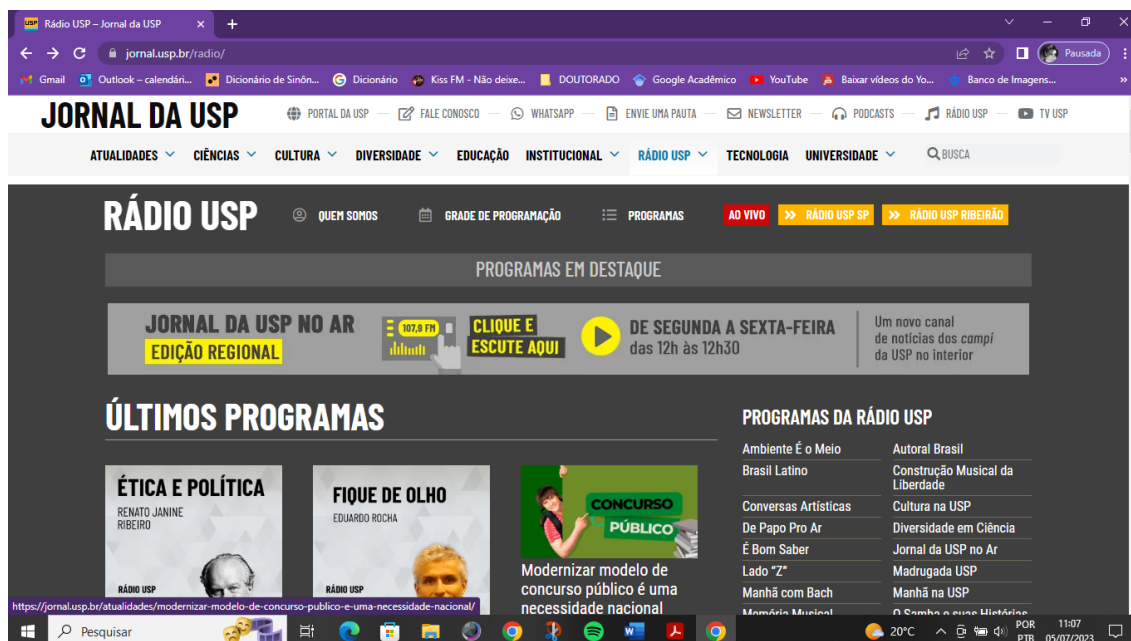 USP Rádio USP – Jornal da USP
jornal.usp.br/radio/
Pausada
Gmail
Outlook – calendári...
Dicionário de Sinôn...
Dicionário
Kiss FM - Não deixe...
DOUTORADO
Google Acadêmico
YouTube
Baixar vídeos do Yo...
Banco de Imagens...
JORNAL DA USP
PORTAL DA USP
FALE CONOSCO
WHATSAPP
ENVIE UMA PAUTA
NEWSLETTER
PODCASTS
RÁDIO USP
TV USP
ATUALIDADES
CIÊNCIAS
CULTURA
DIVERSIDADE
EDUCAÇÃO
INSTITUCIONAL
RÁDIO USP
TECNOLOGIA
UNIVERSIDADE
BUSCA
RÁDIO USP
QUEM SOMOS
GRADE DE PROGRAMAÇÃO
PROGRAMAS
AO VIVO
RÁDIO USP SP
RÁDIO USP RIBEIRÃO
PROGRAMAS EM DESTAQUE
JORNAL DA USP NO AR
EDIÇÃO REGIONAL
107,9 FM
CLIQUE E
ESCUTE AQUI
DE SEGUNDA A SEXTA-FEIRA
das 12h às 12h30
Um novo canal
de notícias dos campi
da USP no interior
ÚLTIMOS PROGRAMAS
ÉTICA E POLÍTICA
RENATO JANINE
RIBEIRO
RÁDIO USP
FIQUE DE OLHO
EDUARDO ROCHA
RÁDIO USP
CONCURSO
PÚBLICO
Modernizar modelo de
concurso público é uma
necessidade nacional
PROGRAMAS DA RÁDIO USP
Ambiente É o Meio
Autoral Brasil
Brasil Latino
Construção Musical da
Liberdade
Conversas Artísticas
Cultura na USP
De Papo Pro Ar
Diversidade em Ciência
É Bom Saber
Jornal da USP no Ar
Lado "Z"
Madrugada USP
Manhã com Bach
Manhã na USP
Memória Musical
O Samba e suas Histórias
https://jornal.usp.br/atualidades/modernizar-modelo-de-concurso-publico-e-uma-necessidade-nacional/
Pesquisar
20°C
POR
PTB
11:07
05/07/2023